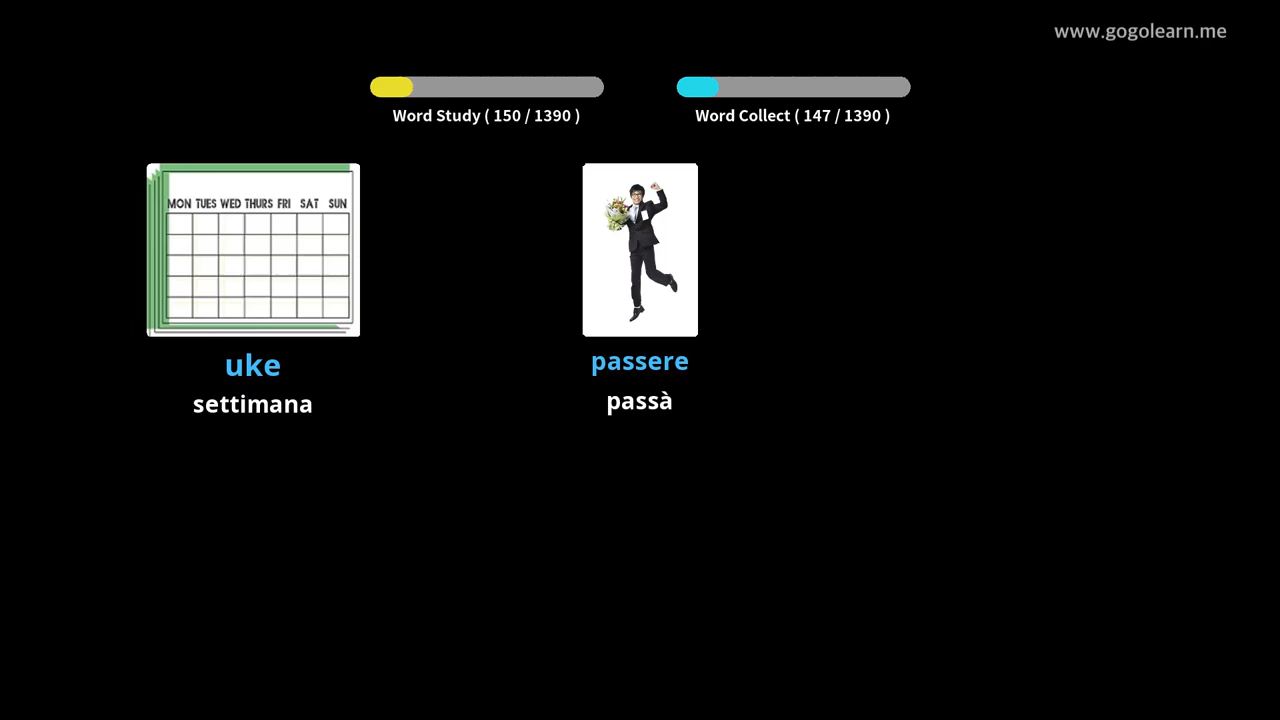 www.gogolearn.me
Word Study ( 150 / 1390 )
Word Collect ( 147 / 1390 )
MON TUES WED THURS FRI SAT SUN
uke
settimana
passere
passà